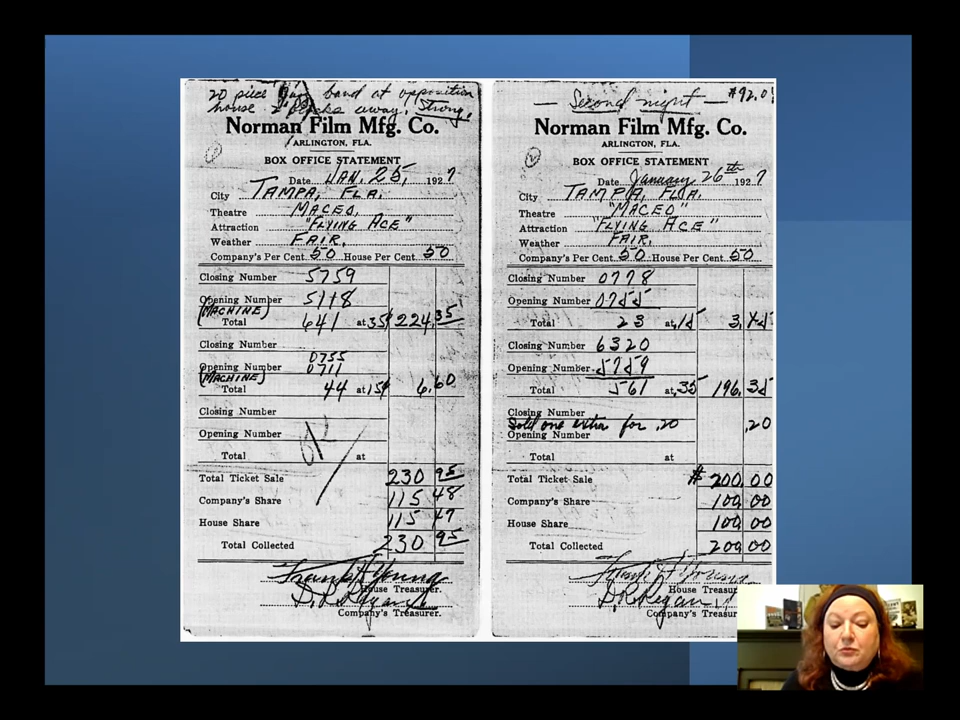 20 piece Jazz band at opposition
house 2 blocks away. Strong.
Norman Film Mfg. Co.
ARLINGTON, FLA.
BOX OFFICE STATEMENT
Date JAN. 25, 1927
City TAMPA, FLA.
Theatre MACEO.
Attraction "FLYING ACE"
Weather FAIR.
Company's Per Cent. 50 House Per Cent. 50
Closing Number 5759
Opening Number 5118
(MACHINE)
Total 641 at 35¢ 224.35
Closing Number
0755
Opening Number 0711
(MACHINE)
Total 44 at 15¢ 6.60
Closing Number
Opening Number
Total at
Total Ticket Sale 230 95
Company's Share 115 48
House Share 115 47
Total Collected 230 95
House Treasurer.
Company's Treasurer.
— Second night —
Norman Film Mfg. Co.
ARLINGTON, FLA.
BOX OFFICE STATEMENT
Date January 26th 1927
City TAMPA, FLA.
Theatre "MACEO"
Attraction "FLYING ACE"
Weather FAIR.
Company's Per Cent. 50 House Per Cent. 50
Closing Number 0778
Opening Number 0755
Total 23 at .15 3.45
Closing Number 6320
Opening Number 5759
Total 561 at .35 196.35
Closing Number
Sold one extra for .20 .20
Opening Number
Total at
Total Ticket Sale $200.00
Company's Share 100.00
House Share 100.00
Total Collected 200.00
House Treasur
Company's Treasur